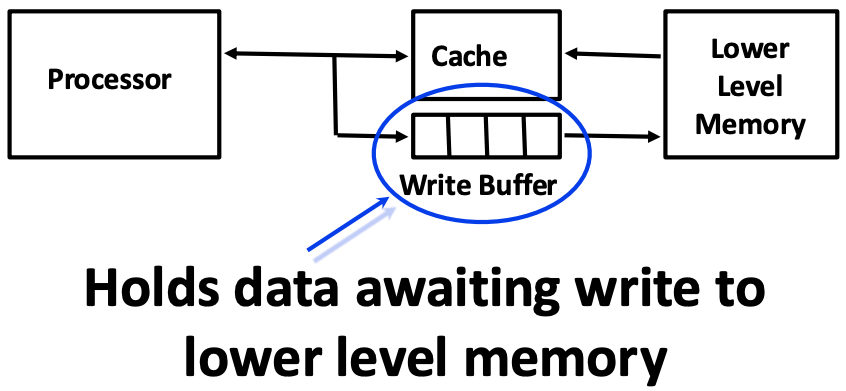 Processor
Cache
Lower
Level
Memory
Write Buffer
Holds data awaiting write to
lower level memory